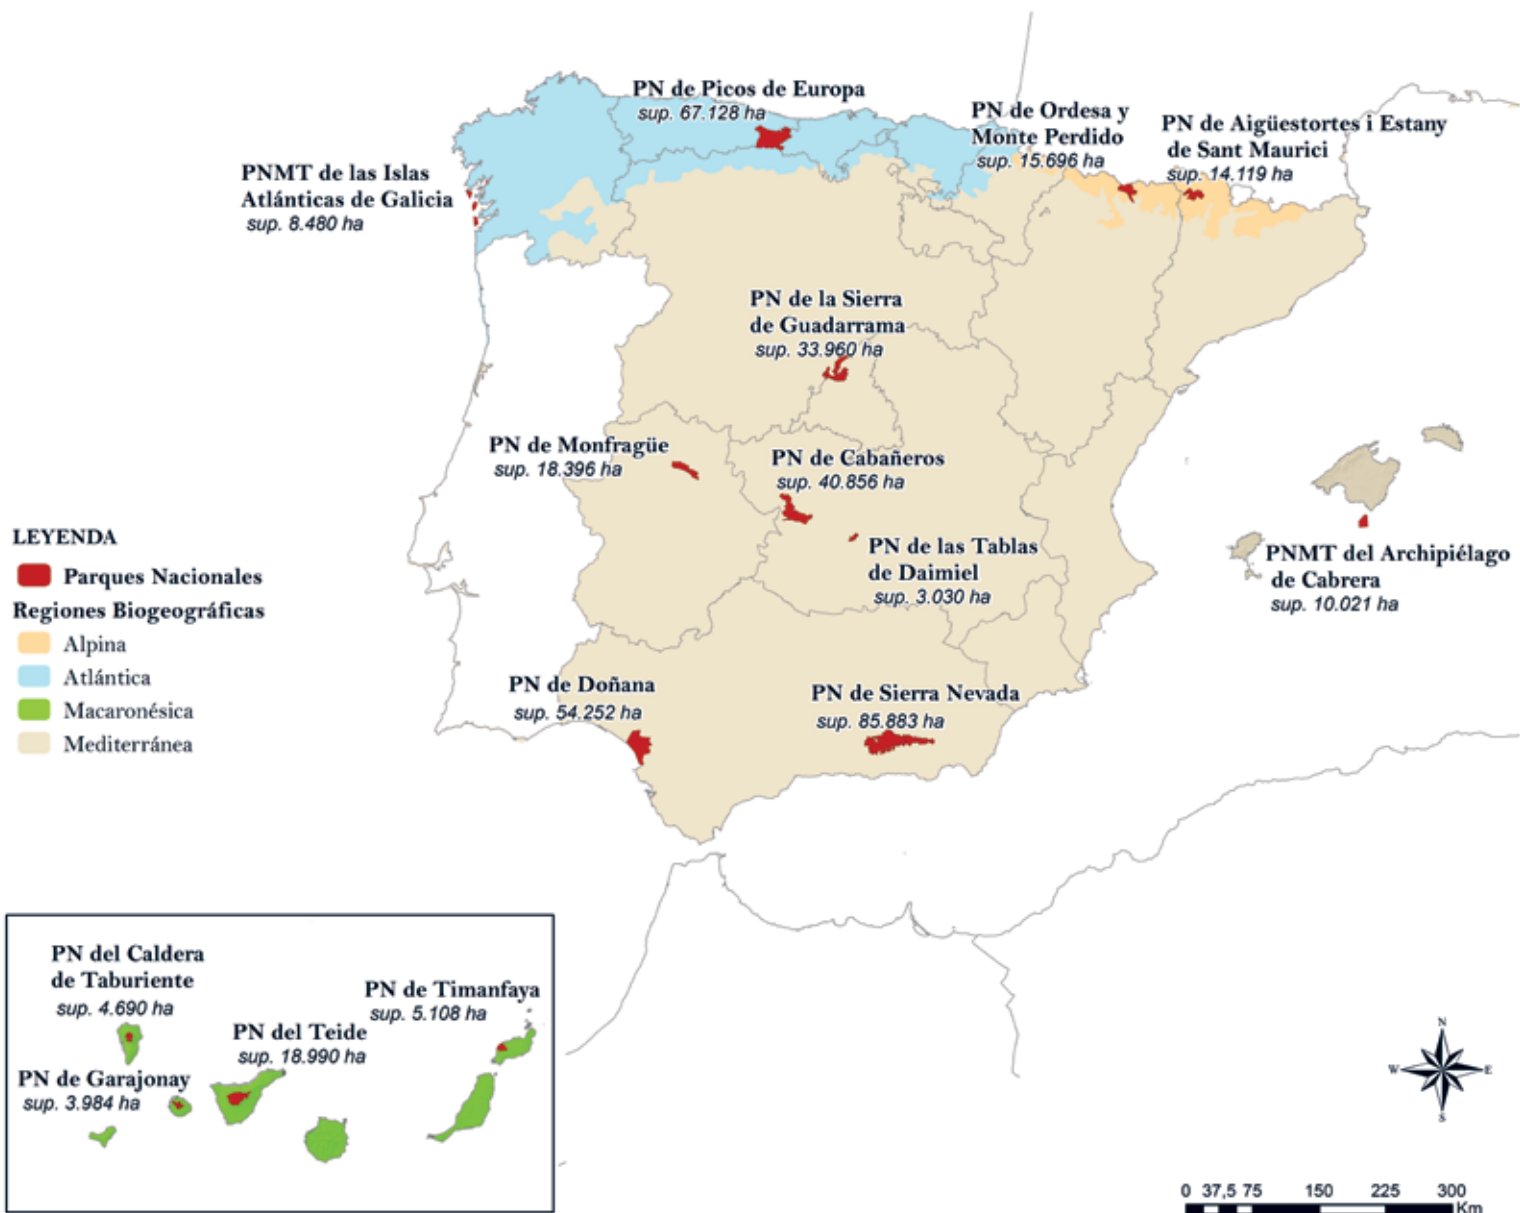 PN de Picos de Europa
sup. 67.128 ha
PN de Ordesa y
Monte Perdido
sup. 15.696 ha
PN de Aigüestortes i Estany
de Sant Maurici
sup. 14.119 ha
PNMT de las Islas
Atlánticas de Galicia
sup. 8.480 ha
PN de la Sierra
de Guadarrama
sup. 33.960 ha
PN de Monfragüe
sup. 18.396 ha
PN de Cabañeros
sup. 40.856 ha
PN de las Tablas
de Daimiel
sup. 3.030 ha
PNMT del Archipiélago
de Cabrera
sup. 10.021 ha
LEYENDA
Parques Nacionales
Regiones Biogeográficas
Alpina
Atlántica
Macaronésica
Mediterránea
PN de Doñana
sup. 54.252 ha
PN de Sierra Nevada
sup. 85.883 ha
PN del Caldera
de Taburiente
sup. 4.690 ha
PN de Timanfaya
sup. 5.108 ha
PN del Teide
sup. 18.990 ha
PN de Garajonay
sup. 3.984 ha
N
W E
S
0 37,5 75 150 225 300
Km